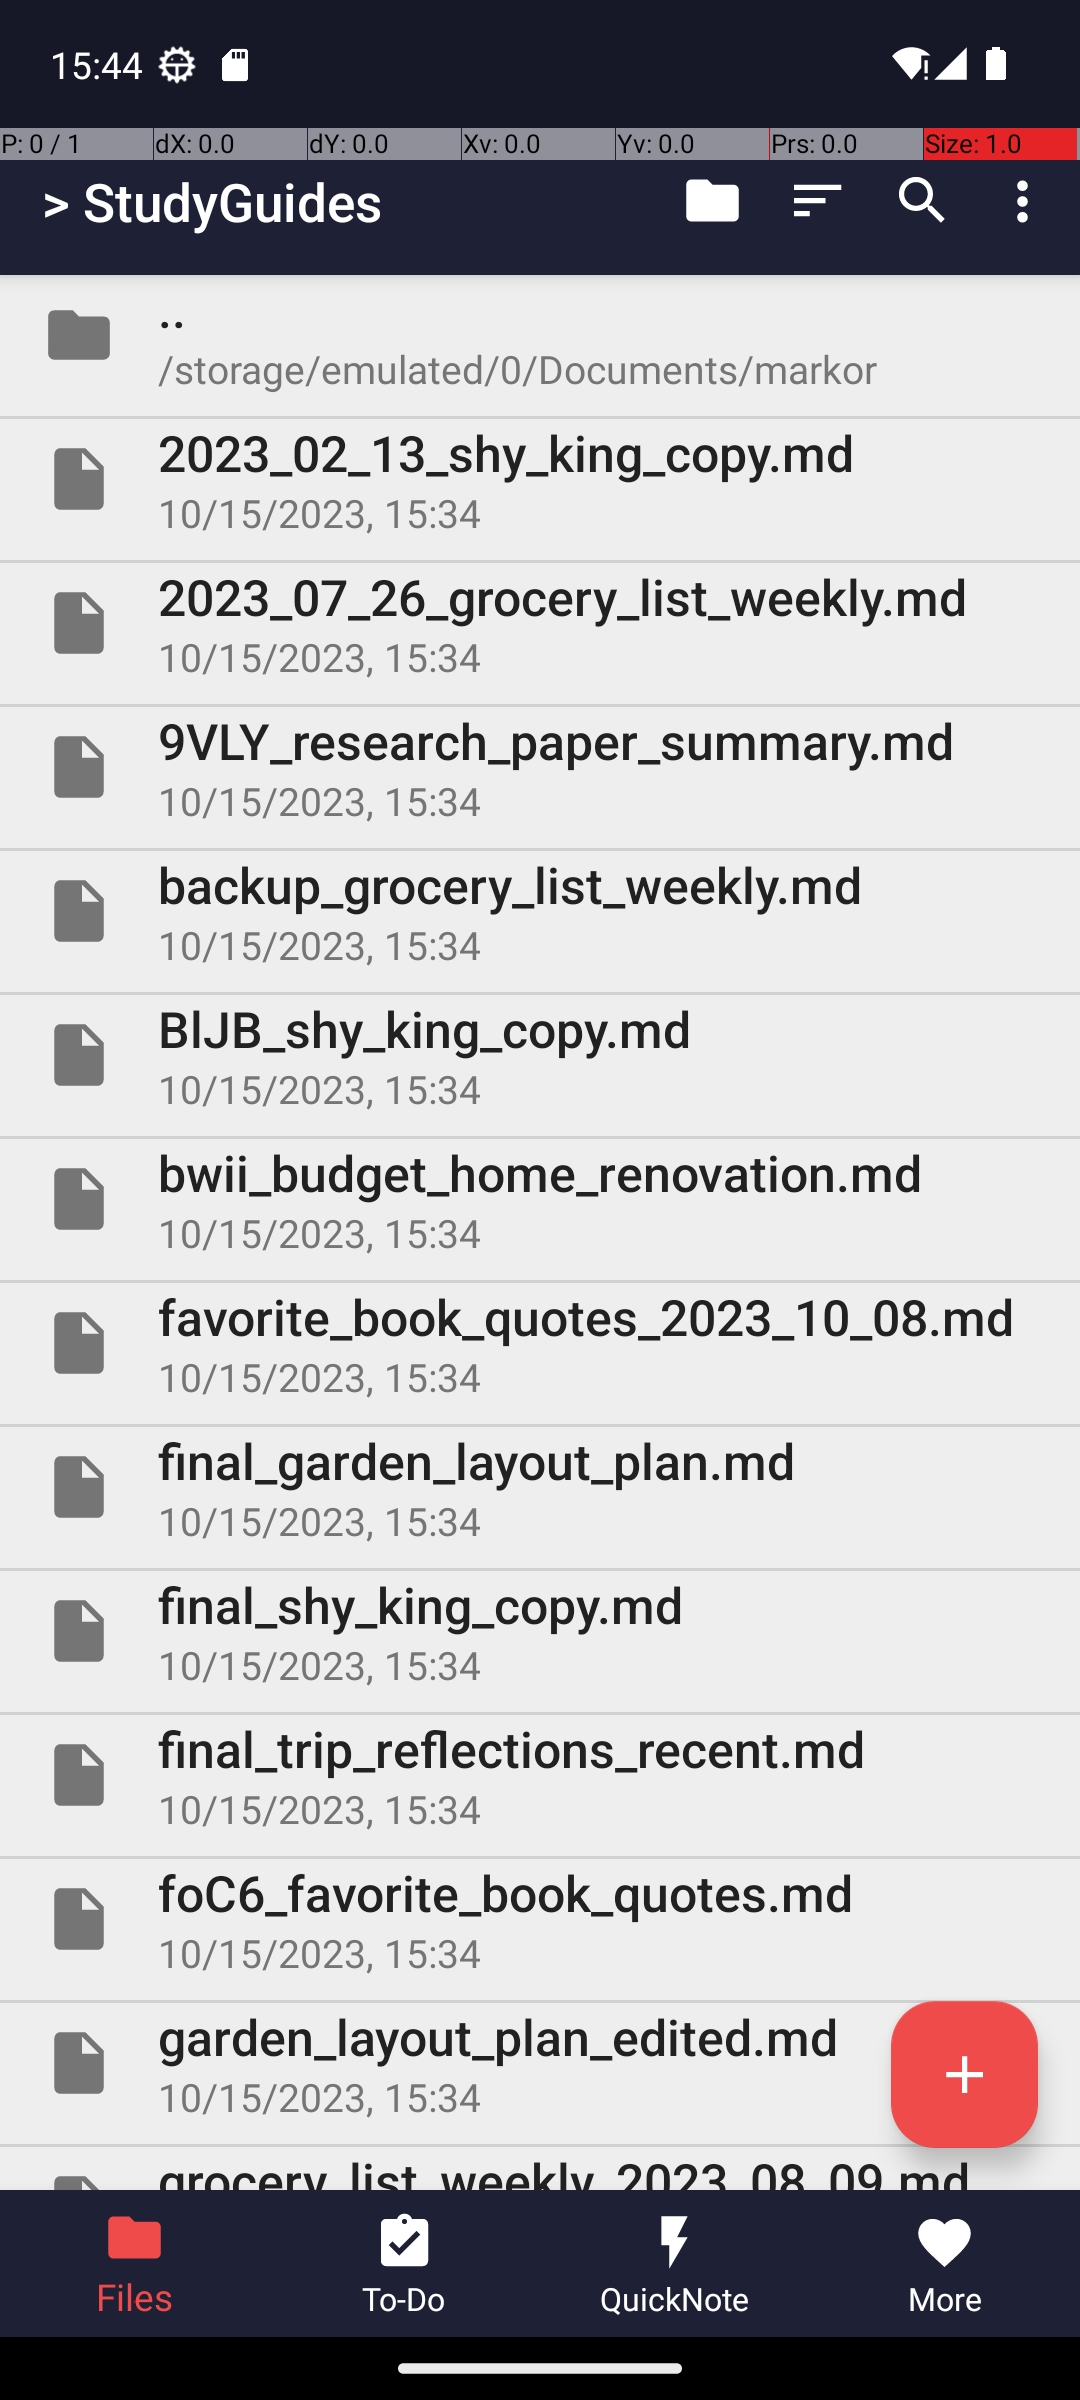 15:44
P: 0 / 1 dX: 0.0 dY: 0.0 Xv: 0.0 Yv: 0.0 Prs: 0.0 Size: 1.0
> StudyGuides
..
/storage/emulated/0/Documents/markor
2023_02_13_shy_king_copy.md
10/15/2023, 15:34
2023_07_26_grocery_list_weekly.md
10/15/2023, 15:34
9VLY_research_paper_summary.md
10/15/2023, 15:34
backup_grocery_list_weekly.md
10/15/2023, 15:34
BlJB_shy_king_copy.md
10/15/2023, 15:34
bwii_budget_home_renovation.md
10/15/2023, 15:34
favorite_book_quotes_2023_10_08.md
10/15/2023, 15:34
final_garden_layout_plan.md
10/15/2023, 15:34
final_shy_king_copy.md
10/15/2023, 15:34
final_trip_reflections_recent.md
10/15/2023, 15:34
foC6_favorite_book_quotes.md
10/15/2023, 15:34
garden_layout_plan_edited.md
10/15/2023, 15:34
grocery_list_weekly_2023_08_09.md
Files To-Do QuickNote More